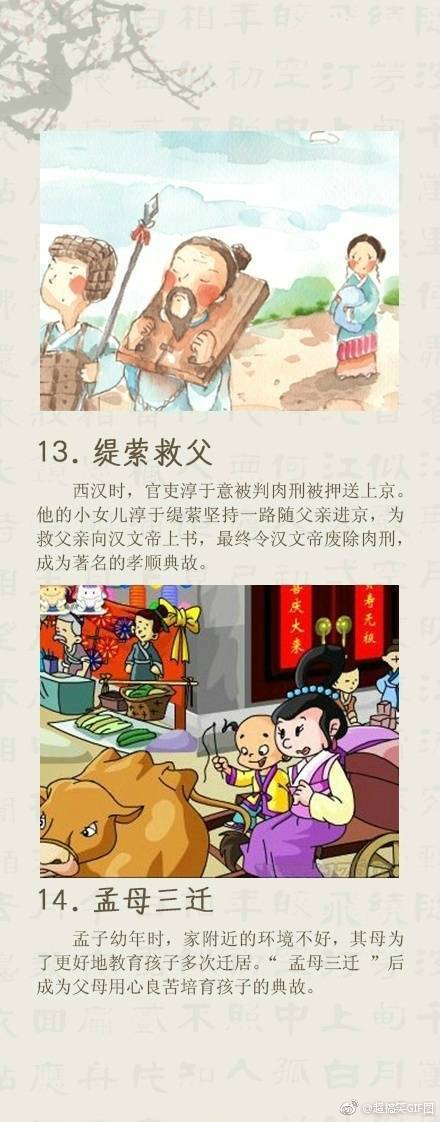 13. 缇萦救父
西汉时，官吏淳于意被判肉刑被押送上京。
他的小女儿淳于缇萦坚持一路随父亲进京，为
救父亲向汉文帝上书，最终令汉文帝废除肉刑，
成为著名的孝顺典故。
喜庆大来
寿无极
14. 孟母三迁
孟子幼年时，家附近的环境不好，其母为
了更好地教育孩子多次迁居。“ 孟母三迁 ”后
成为父母用心良苦培育孩子的典故。
@超搞笑GIF图